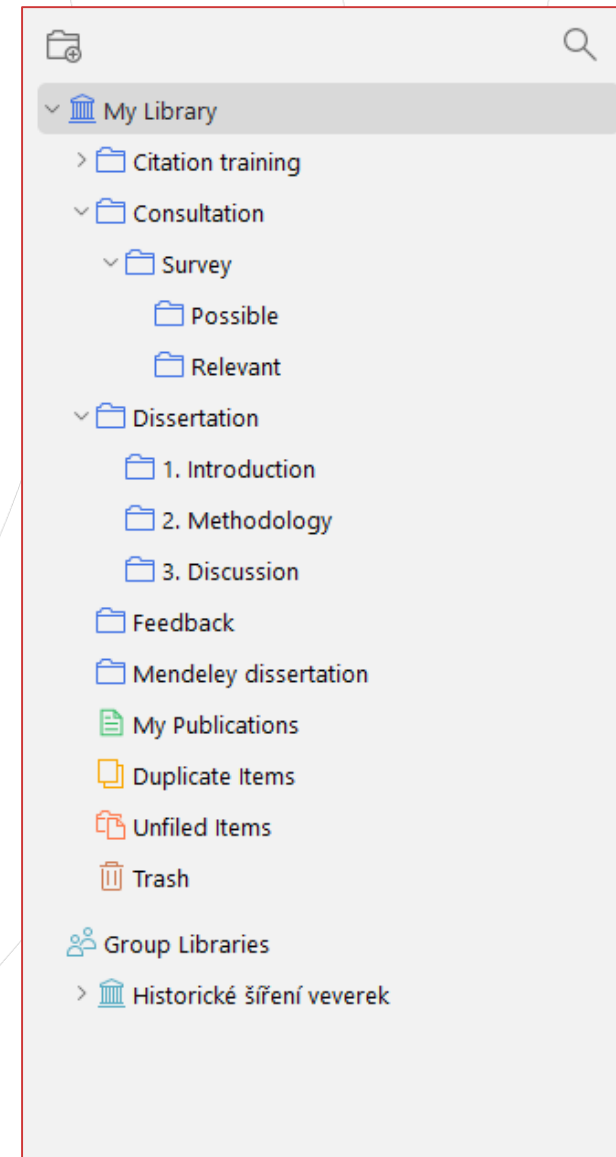 My Library
Citation training
Consultation
Survey
Possible
Relevant
Dissertation
1. Introduction
2. Methodology
3. Discussion
Feedback
Mendeley dissertation
My Publications
Duplicate Items
Unfiled Items
Trash
Group Libraries
Historické šíření veverek